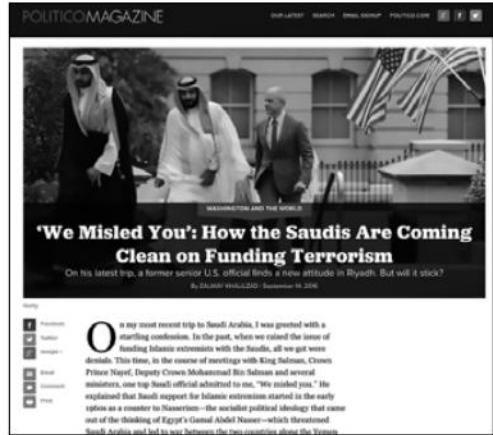 POLITICOMAGAZINE
OUR LATEST SEARCH EMAIL SIGNUP POLITICO.COM
WASHINGTON AND THE WORLD
'We Misled You': How the Saudis Are Coming
Clean on Funding Terrorism
On his latest trip, a former senior U.S. official finds a new attitude in Riyadh. But will it stick?
By ZALMAY KHALILZAD · September 14, 2016
Facebook
Twitter
Google +
Email
Comment
Print
On my most recent trip to Saudi Arabia, I was greeted with a
startling confession. In the past, when we raised the issue of
funding Islamic extremists with the Saudis, all we got were
denials. This time, in the course of meetings with King Salman, Crown
Prince Nayef, Deputy Crown Mohammad Bin Salman and several
ministers, one top Saudi official admitted to me, "We misled you." He
explained that Saudi support for Islamic extremism started in the early
1960s as a counter to Nasserism—the socialist political ideology that came
out of the thinking of Egypt's Gamal Abdel Nasser—which threatened
Saudi Arabia and led to war between the two countries along the Yemen